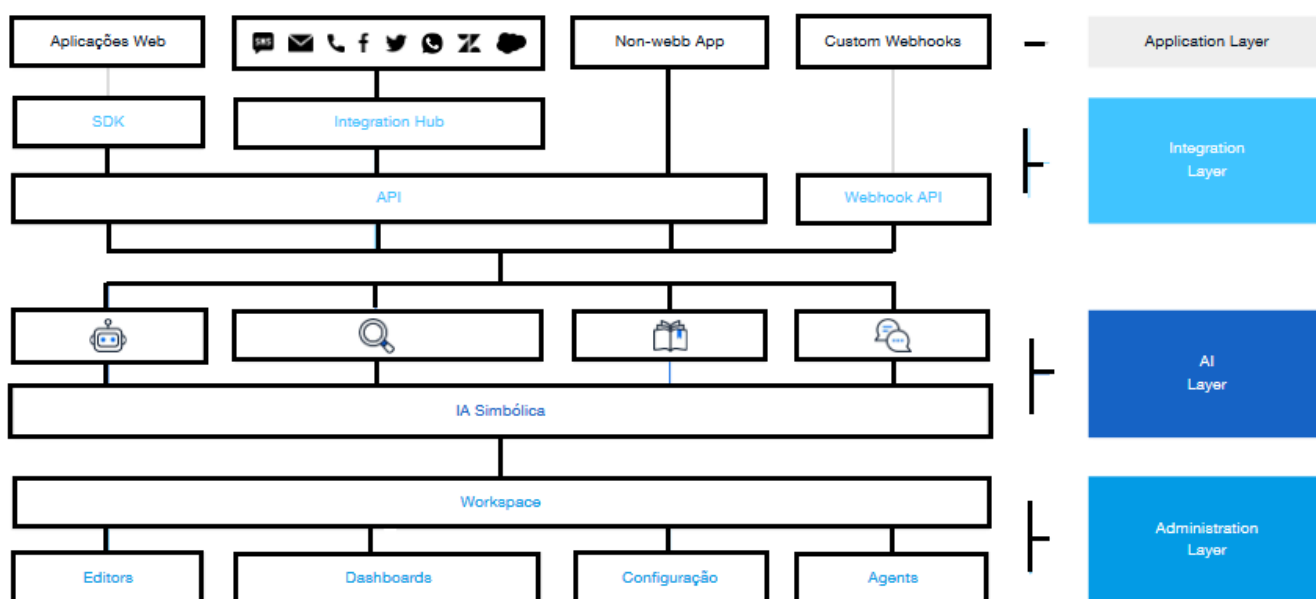 Aplicações Web
SMS
Non-webb App
Custom Webhooks
Application Layer
SDK
Integration Hub
Integration
Layer
API
Webhook API
AI
Layer
IA Simbólica
Workspace
Administration
Layer
Editors
Dashboards
Configuração
Agents